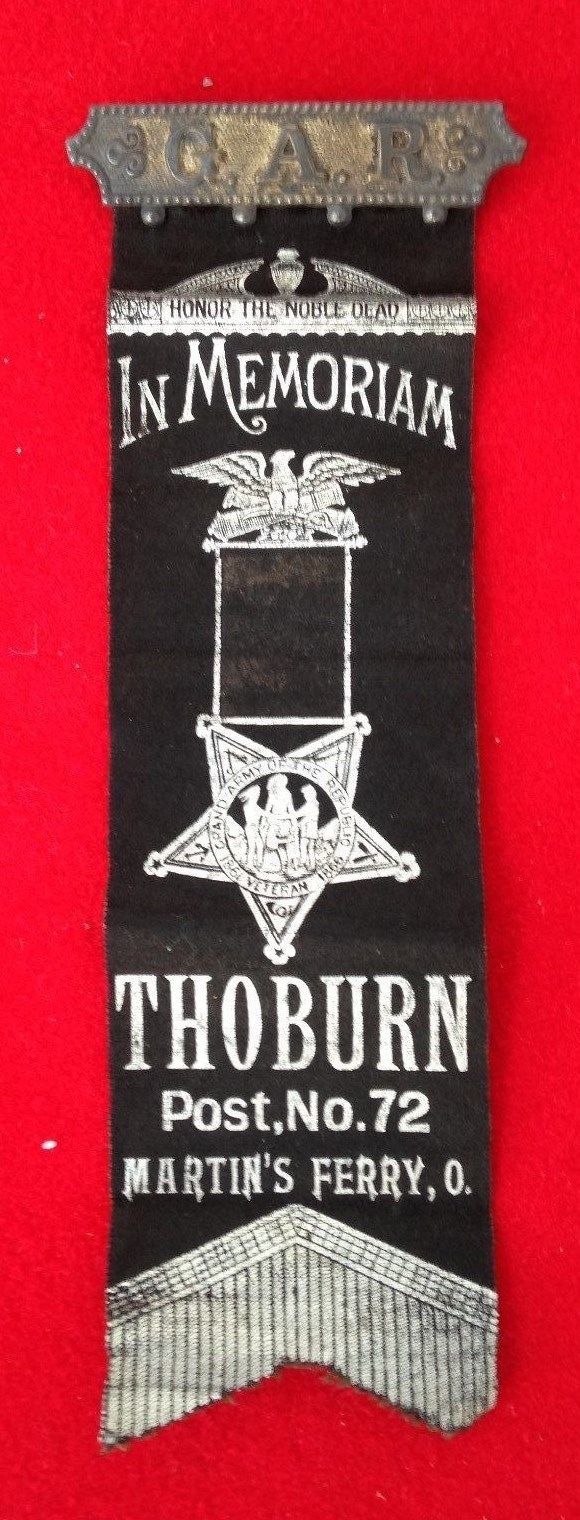 G.A.R.
HONOR THE NOBLE DEAD
IN MEMORIAM
GRAND ARMY OF THE REPUBLIC
1861 VETERAN 1866
THOBURN
Post, No. 72
MARTIN'S FERRY, O.